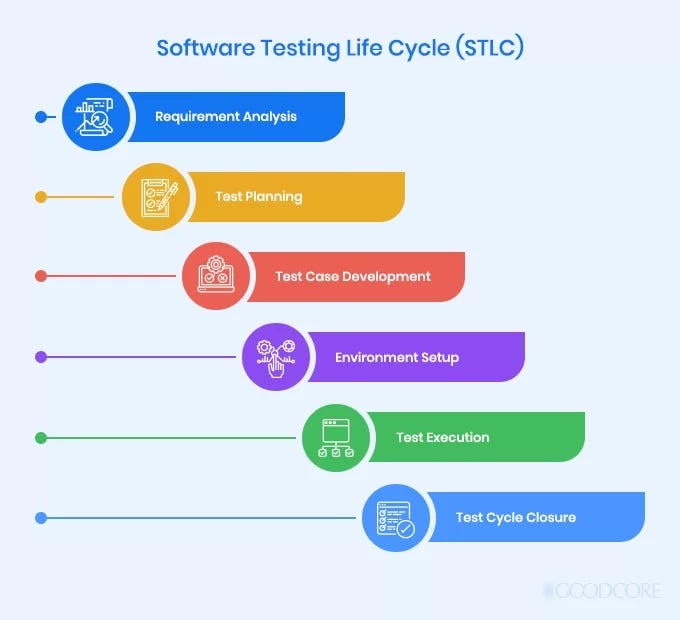 Software Testing Life Cycle (STLC)
Requirement Analysis
Test Planning
Test Case Development
Environment Setup
Test Execution
Test Cycle Closure
GOODCORE